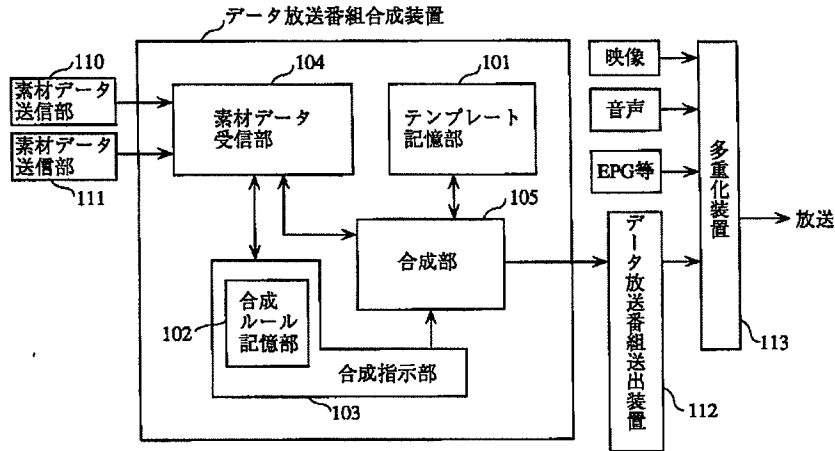 データ放送番組合成装置
110
素材データ
送信部
素材データ
送信部
111
104
素材データ
受信部
101
テンプレート
記憶部
105
合成部
102
合成
ルール
記憶部
合成指示部
103
映像
音声
EPG等
データ放送番組送出装置
112
多重化装置
113
放送